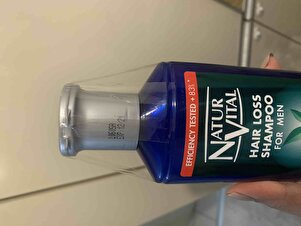 EFFICIENCY TESTED +83%*
NATUR
VITAL
HAIR LOSS
SHAMPOO
FOR MEN